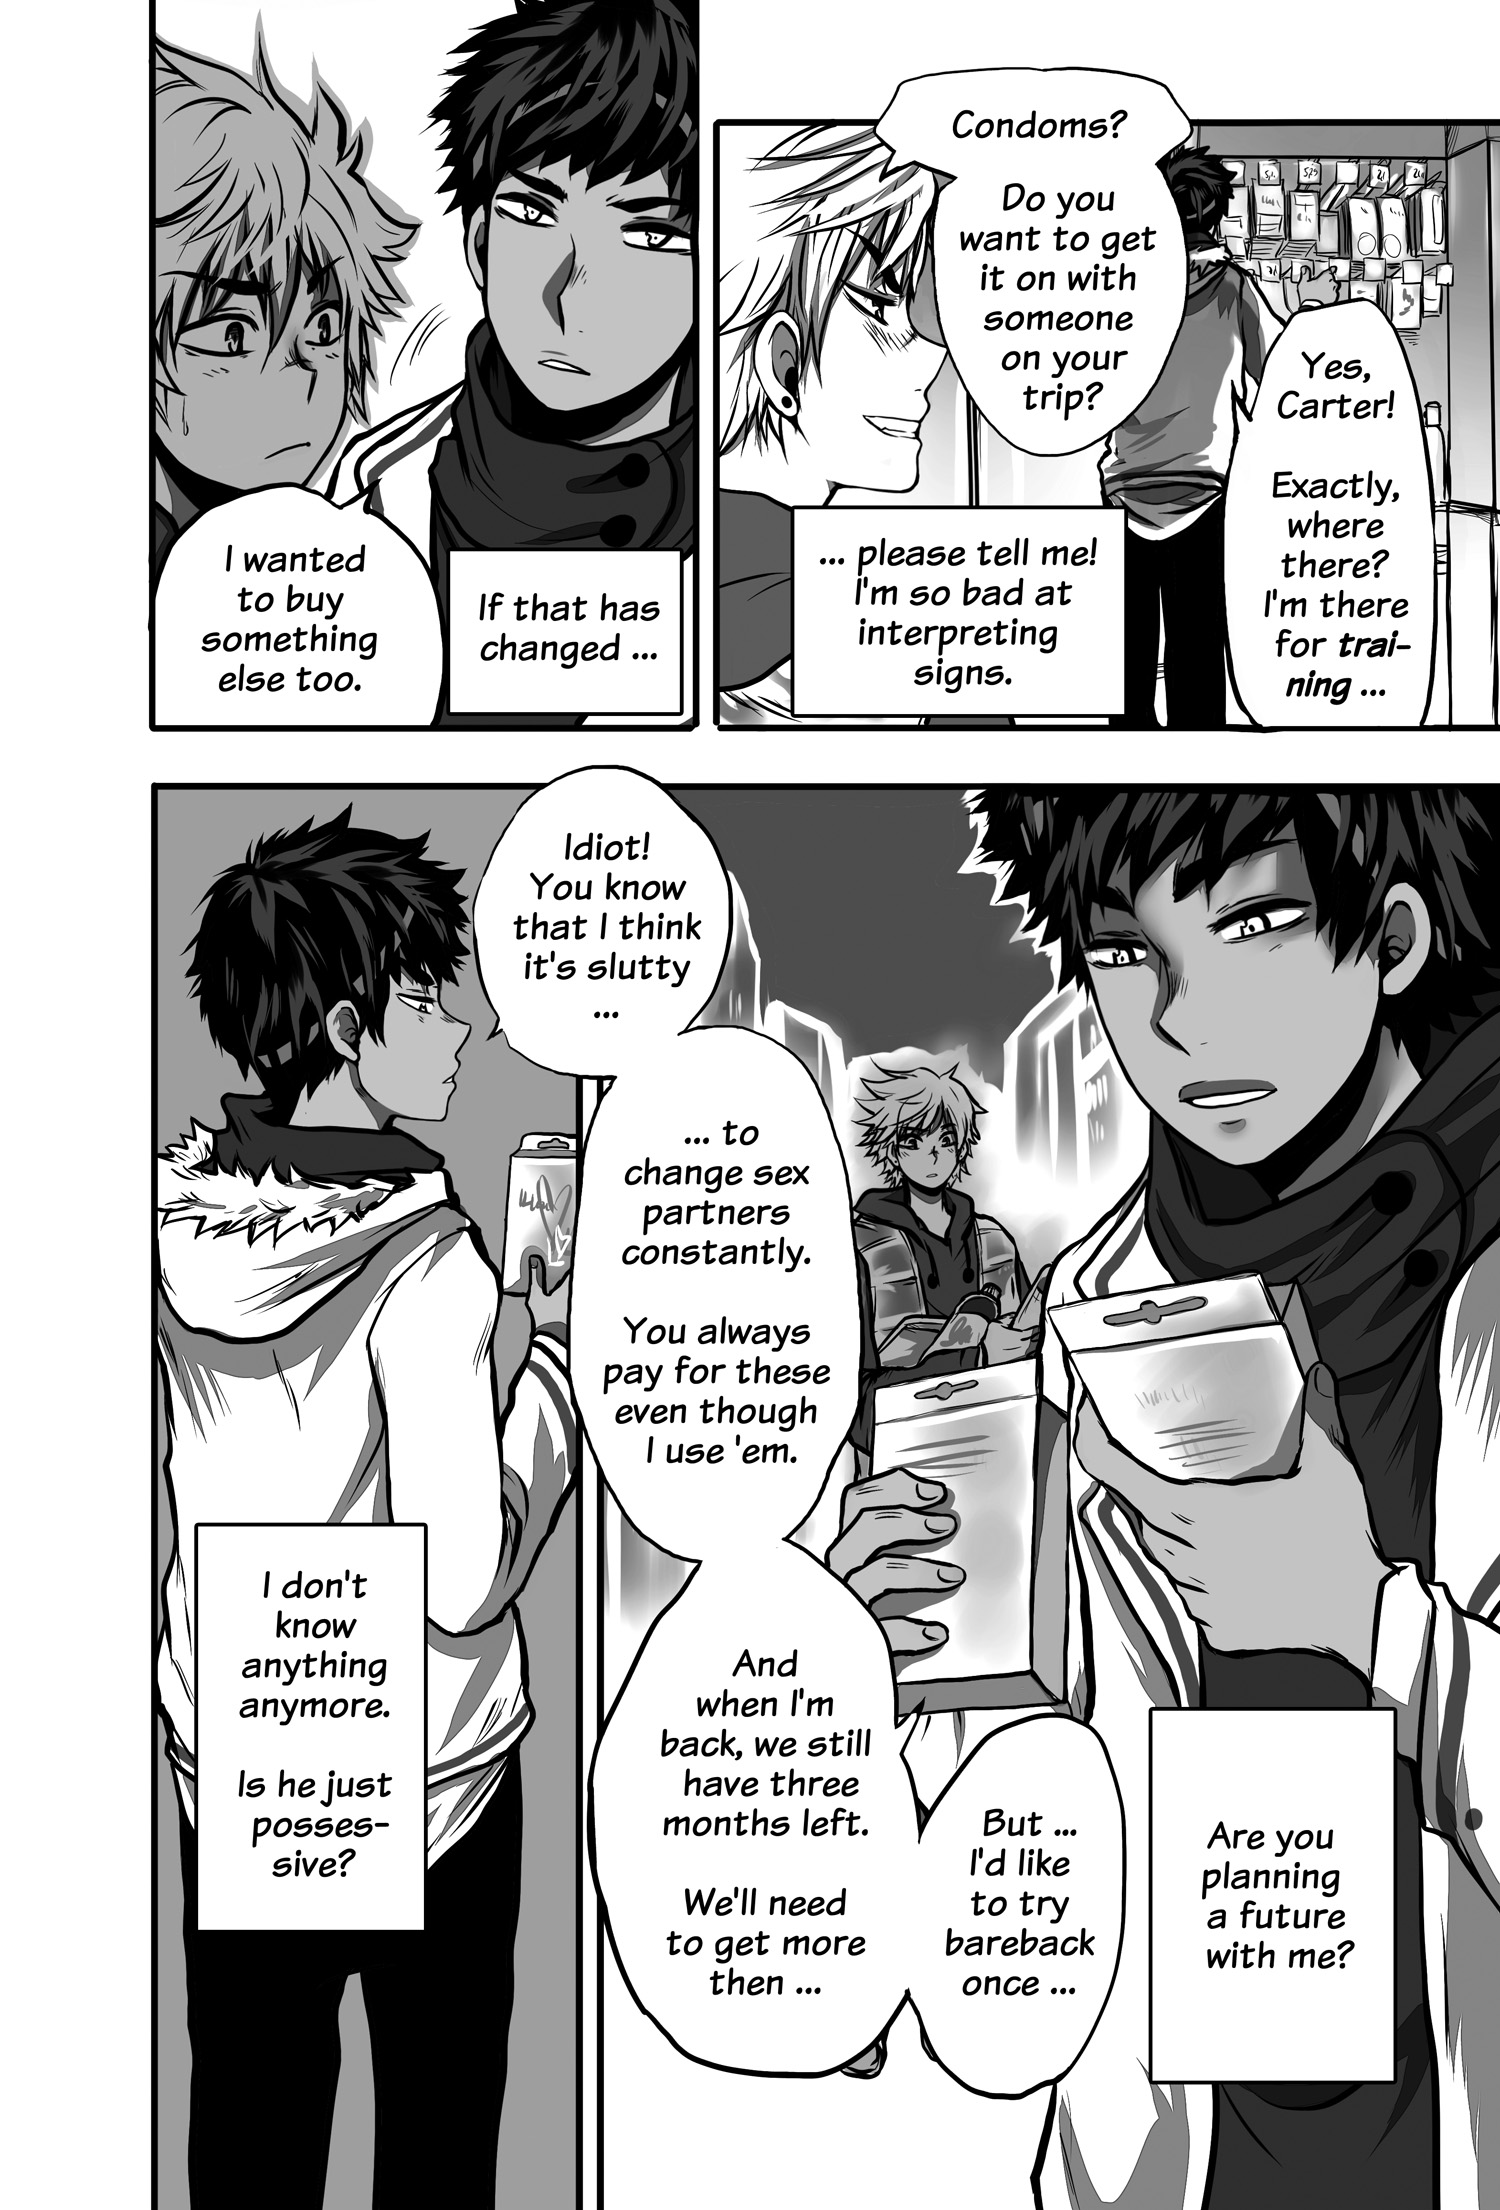 I wanted
to buy
something
else too.
If that has
changed ...
Condoms?
Do you
want to get
it on with
someone
on your
trip?
... please tell me!
I'm so bad at
interpreting
signs.
Yes,
Carter!
Exactly,
where
there?
I'm there
for trai-
ning ...
Idiot!
You know
that I think
it's slutty
...
... to
change sex
partners
constantly.
You always
pay for these
even though
I use 'em.
I don't
know
anything
anymore.
Is he just
posses-
sive?
And
when I'm
back, we still
have three
months left.
We'll need
to get more
then ...
But ...
I'd like
to try
bareback
once ...
Are you
planning
a future
with me?